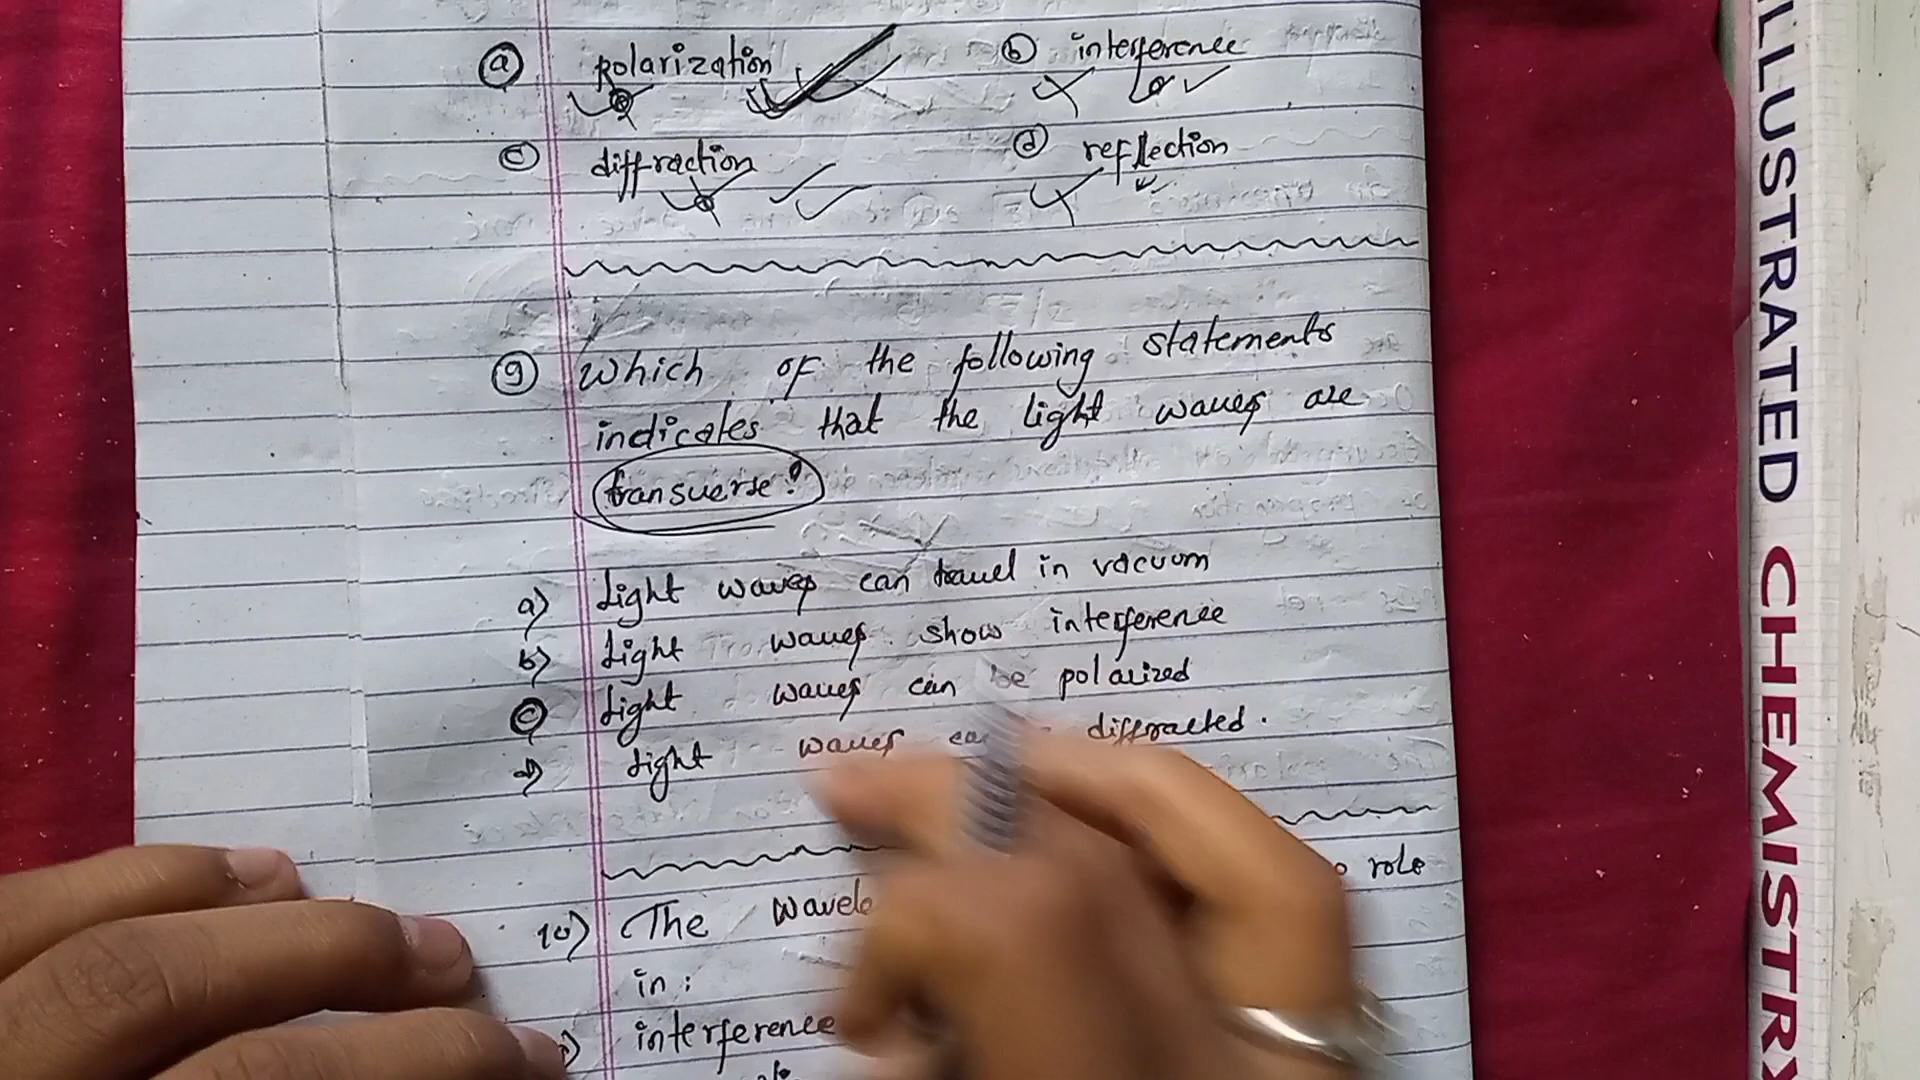 (a) polarization (b) interference
(c) diffraction (d) reflection
(9) Which of the following statements
indicates that the light waves are
transverse?
a) Light waves can travel in vacuum
b) Light waves show interference
(c) Light waves can be polarized
d) Light waves diffracted.
10) The role
in:
interference
ILLUSTRATED CHEMISTRY